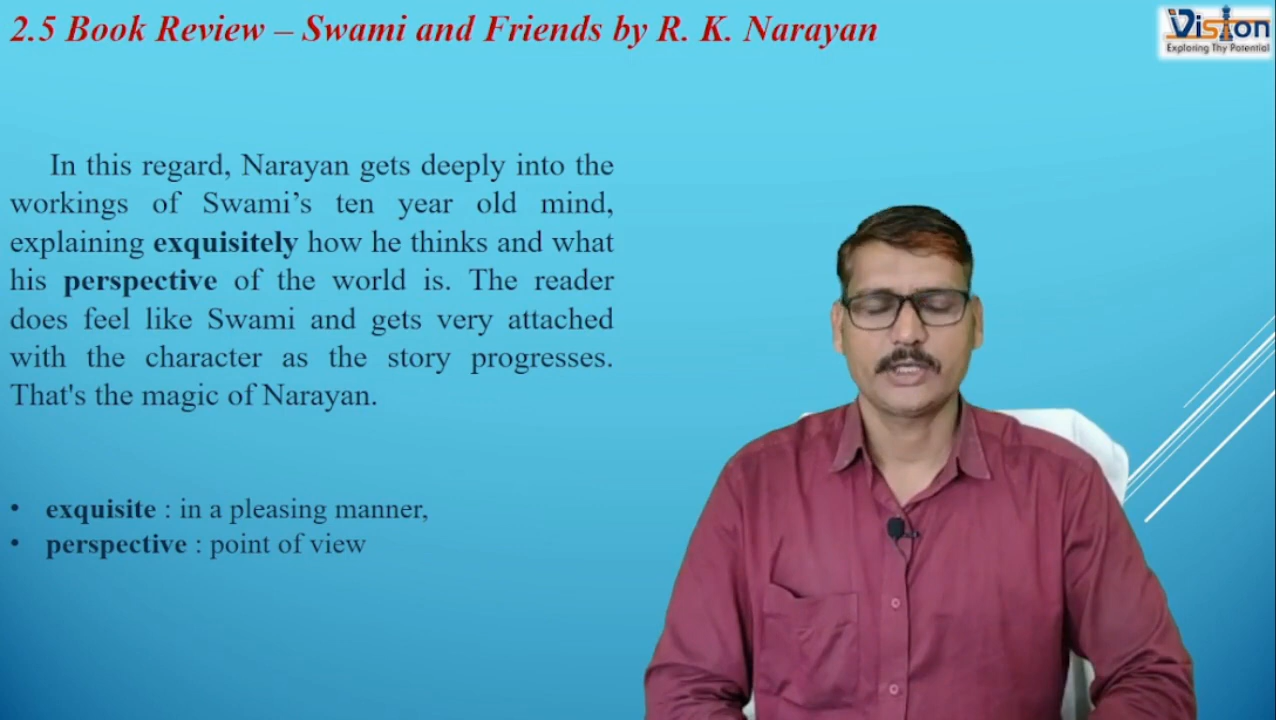 2.5 Book Review – Swami and Friends by R. K. Narayan
Vision
Exploring Thy Potential
In this regard, Narayan gets deeply into the
workings of Swami’s ten year old mind,
explaining exquisitely how he thinks and what
his perspective of the world is. The reader
does feel like Swami and gets very attached
with the character as the story progresses.
That's the magic of Narayan.
• exquisite : in a pleasing manner,
• perspective : point of view